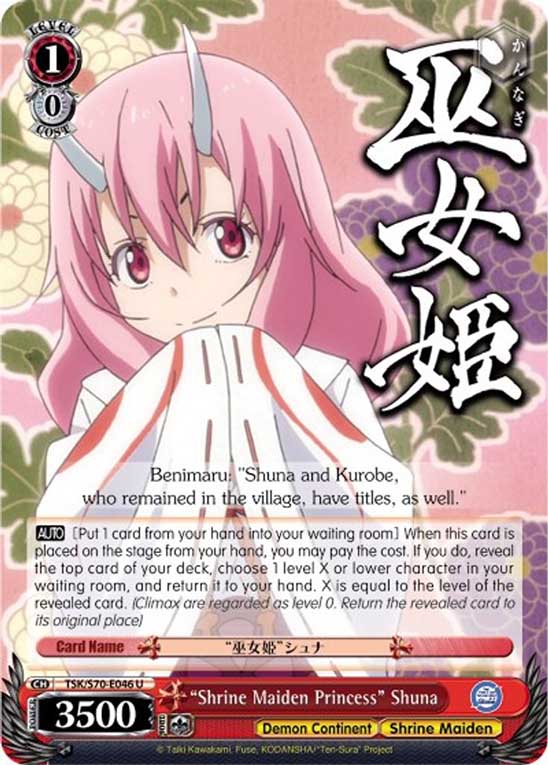 LEVEL
1
0
COST
かんなぎ
巫女姫
Benimaru: "Shuna and Kurobe,
who remained in the village, have titles, as well."
AUTO [Put 1 card from your hand into your waiting room] When this card is
placed on the stage from your hand, you may pay the cost. If you do, reveal
the top card of your deck, choose 1 level X or lower character in your
waiting room, and return it to your hand. X is equal to the level of the
revealed card. (Climax are regarded as level 0. Return the revealed card to
its original place)
Card Name
“巫女姫”シュナ
CH TSK/S70-E046 U
“Shrine Maiden Princess” Shuna
POWER
3500
SOUL
Demon Continent
Shrine Maiden
© Taiki Kawakami, Fuse, KODANSHA/“Ten-Sura” Project